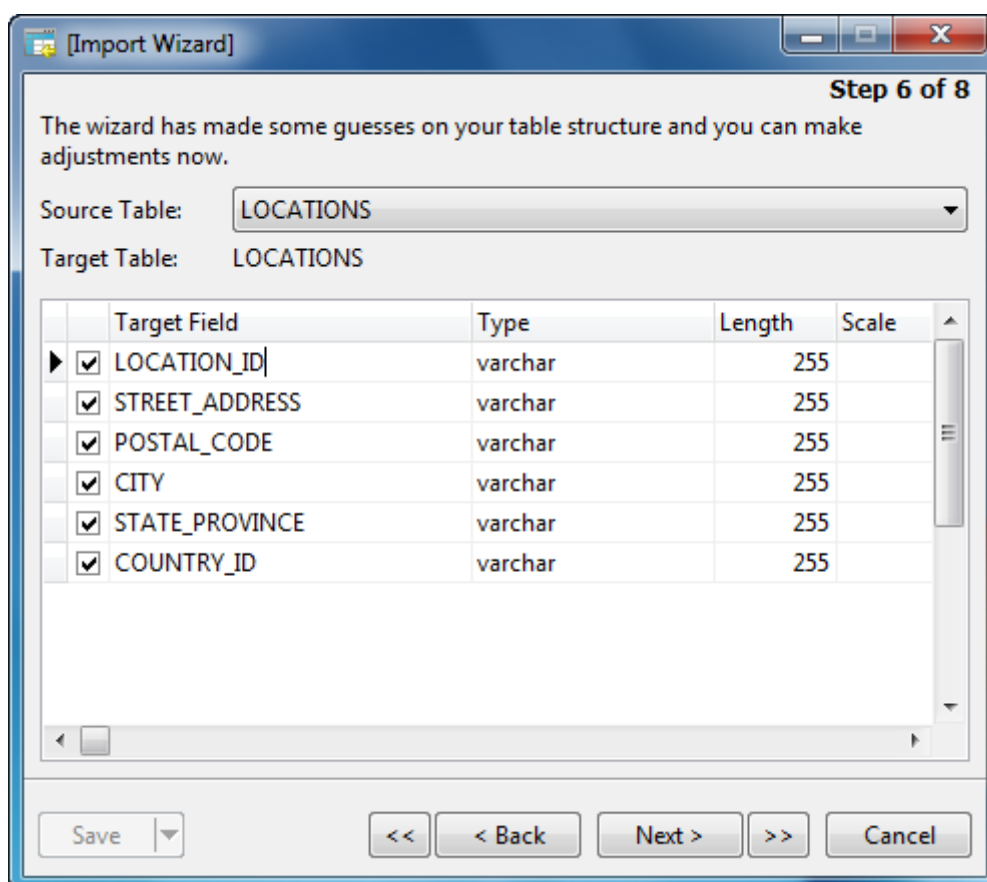 [Import Wizard]
Step 6 of 8
The wizard has made some guesses on your table structure and you can make
adjustments now.
Source Table: LOCATIONS
Target Table: LOCATIONS
Target Field Type Length Scale
LOCATION_ID varchar 255
STREET_ADDRESS varchar 255
POSTAL_CODE varchar 255
CITY varchar 255
STATE_PROVINCE varchar 255
COUNTRY_ID varchar 255
Save << < Back Next > >> Cancel